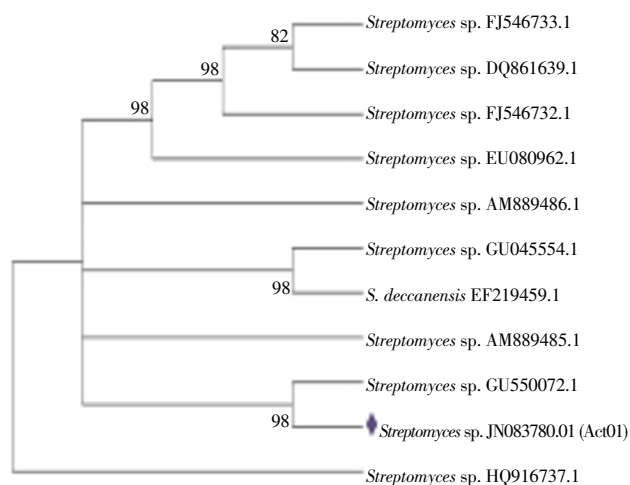 Streptomyces sp. FJ546733.1
82
98
Streptomyces sp. DQ861639.1
98
Streptomyces sp. FJ546732.1
Streptomyces sp. EU080962.1
Streptomyces sp. AM889486.1
Streptomyces sp. GU045554.1
98
S. deccanensis EF219459.1
Streptomyces sp. AM889485.1
Streptomyces sp. GU550072.1
98
Streptomyces sp. JN083780.01 (Act01)
Streptomyces sp. HQ916737.1